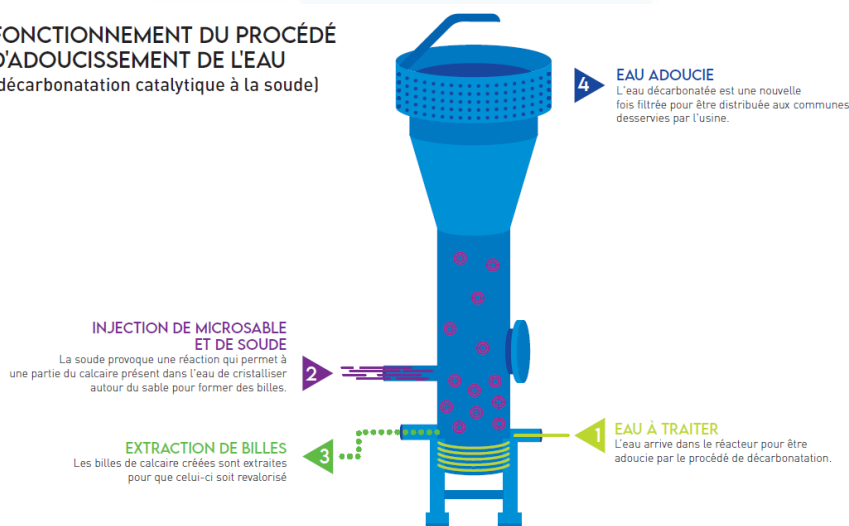 FONCTIONNEMENT DU PROCÉDÉ
D'ADOUCISSEMENT DE L'EAU
décarbonatation catalytique à la soude)
4
EAU ADOUCIE
L'eau décarbonatée est une nouvelle
fois filtrée pour être distribuée aux communes
desservies par l'usine.
INJECTION DE MICROSABLE
ET DE SOUDE
La soude provoque une réaction qui permet à
une partie du calcaire présent dans l'eau de cristalliser
autour du sable pour former des billes.
2
EXTRACTION DE BILLES
Les billes de calcaire créées sont extraites
pour que celui-ci soit revalorisé
3
1
EAU À TRAITER
L'eau arrive dans le réacteur pour être
adoucie par le procédé de décarbonatation.